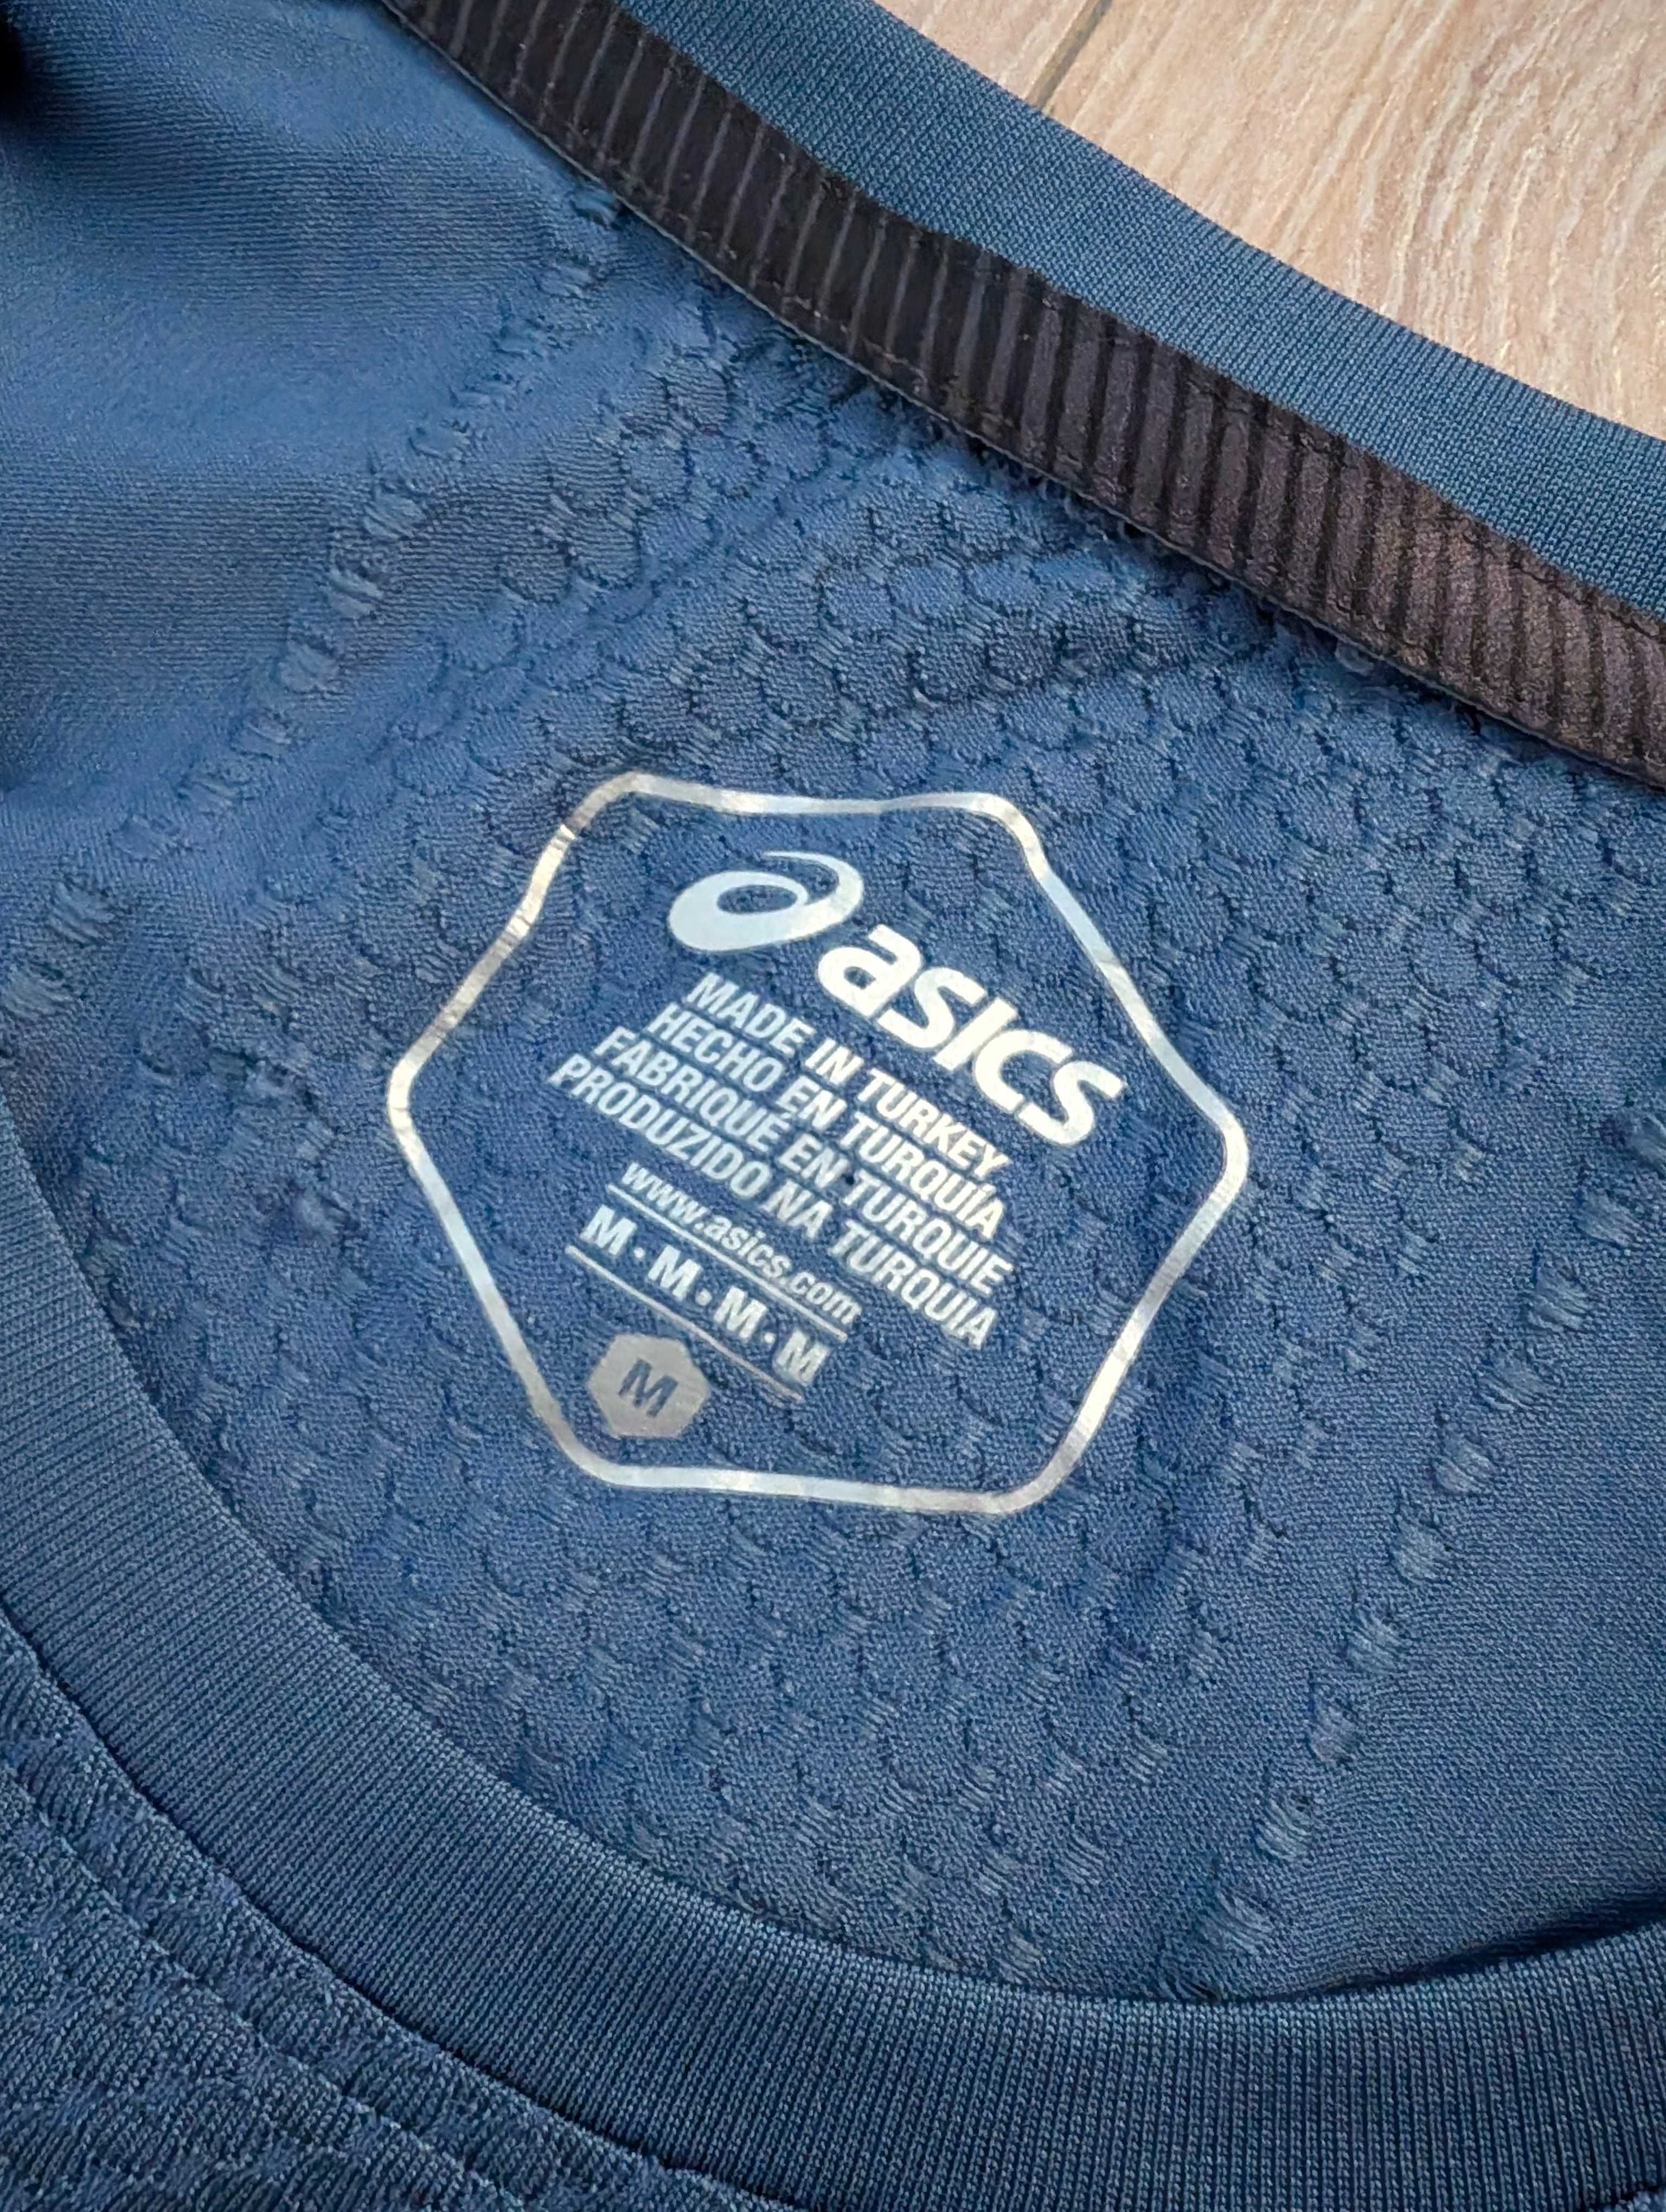 asics
MADE IN TURKEY
HECHO EN TURQUÍA
FABRIQUÉ EN TURQUIE
PRODUZIDO NA TURQUIA
www.asics.com
M · M · M · M
M